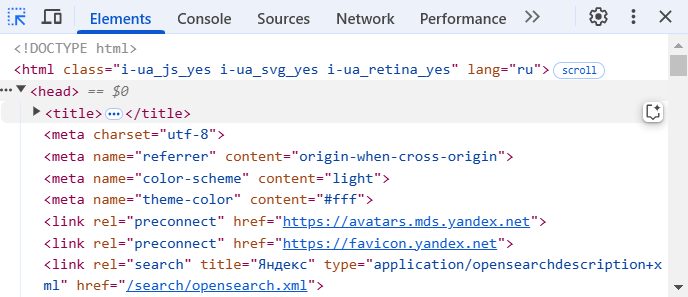 Elements Console Sources Network Performance
<!DOCTYPE html>
<html class="i-ua_js_yes i-ua_svg_yes i-ua_retina_yes" lang="ru"> scroll
<head> == $0
<title> … </title>
<meta charset="utf-8">
<meta name="referrer" content="origin-when-cross-origin">
<meta name="color-scheme" content="light">
<meta name="theme-color" content="#fff">
<link rel="preconnect" href="https://avatars.mds.yandex.net">
<link rel="preconnect" href="https://favicon.yandex.net">
<link rel="search" title="Яндекс" type="application/opensearchdescription+x
ml" href="/search/opensearch.xml">